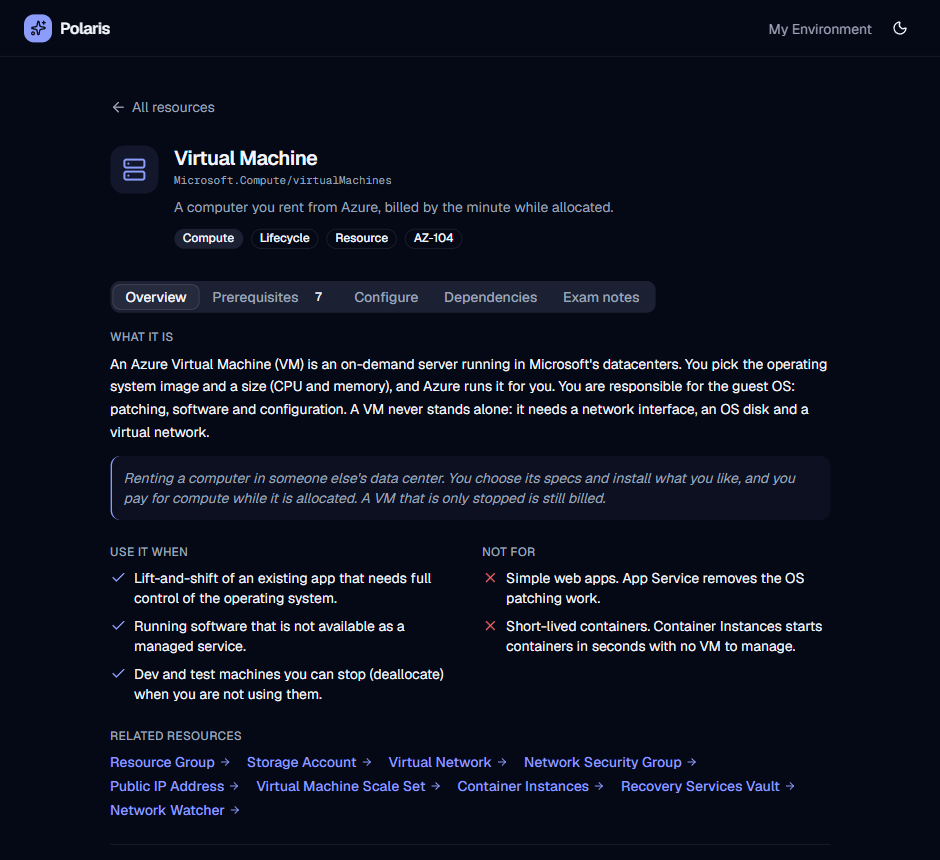 Polaris
My Environment
All resources
Virtual Machine
Microsoft.Compute/virtualMachines
A computer you rent from Azure, billed by the minute while allocated.
Compute Lifecycle Resource AZ-104
Overview Prerequisites 7 Configure Dependencies Exam notes
WHAT IT IS
An Azure Virtual Machine (VM) is an on-demand server running in Microsoft's datacenters. You pick the operating
system image and a size (CPU and memory), and Azure runs it for you. You are responsible for the guest OS:
patching, software and configuration. A VM never stands alone: it needs a network interface, an OS disk and a
virtual network.
Renting a computer in someone else's data center. You choose its specs and install what you like, and you
pay for compute while it is allocated. A VM that is only stopped is still billed.
USE IT WHEN
Lift-and-shift of an existing app that needs full
control of the operating system.
Running software that is not available as a
managed service.
Dev and test machines you can stop (deallocate)
when you are not using them.
NOT FOR
Simple web apps. App Service removes the OS
patching work.
Short-lived containers. Container Instances starts
containers in seconds with no VM to manage.
RELATED RESOURCES
Resource Group → Storage Account → Virtual Network → Network Security Group →
Public IP Address → Virtual Machine Scale Set → Container Instances → Recovery Services Vault →
Network Watcher →